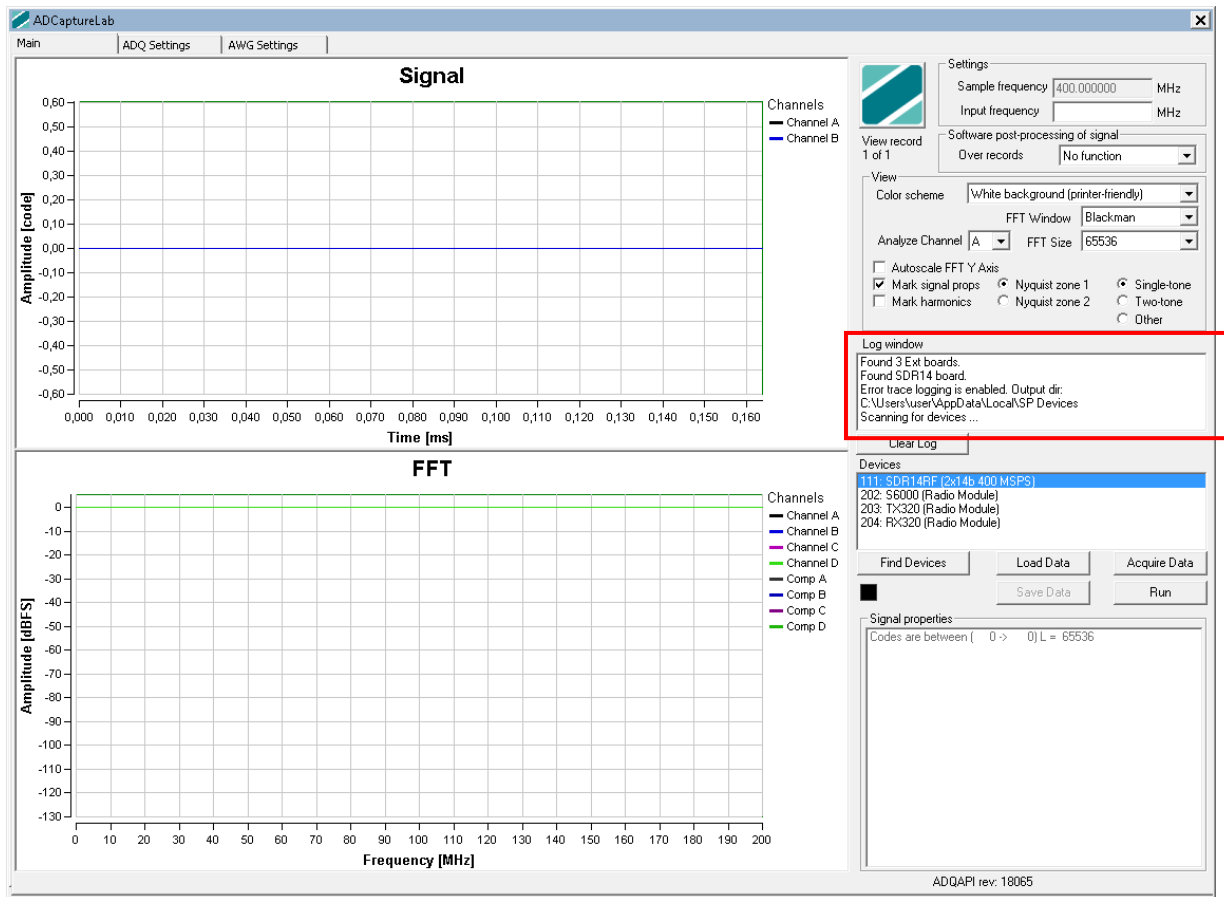 ADCaptureLab
Main
ADQ Settings
AWG Settings
Signal
0,60
0,50
0,40
0,30
0,20
0,10
0,00
-0,10
-0,20
-0,30
-0,40
-0,50
-0,60
Amplitude [code]
0,000 0,010 0,020 0,030 0,040 0,050 0,060 0,070 0,080 0,090 0,100 0,110 0,120 0,130 0,140 0,150 0,160
Time [ms]
Channels
Channel A
Channel B
FFT
0
-10
-20
-30
-40
-50
-60
-70
-80
-90
-100
-110
-120
-130
Amplitude [dBFS]
0 10 20 30 40 50 60 70 80 90 100 110 120 130 140 150 160 170 180 190 200
Frequency [MHz]
Channels
Channel A
Channel B
Channel C
Channel D
Comp A
Comp B
Comp C
Comp D
View record
1 of 1
Settings
Sample frequency 400.000000 MHz
Input frequency MHz
Software post-processing of signal
Over records No function
View
Color scheme White background (printer-friendly)
FFT Window Blackman
Analyze Channel A FFT Size 65536
Autoscale FFT Y Axis
Mark signal props Nyquist zone 1 Single-tone
Mark harmonics Nyquist zone 2 Two-tone
Other
Log window
Found 3 Ext boards.
Found SDR14 board.
Error trace logging is enabled. Output dir:
C:\Users\user\AppData\Local\SP Devices
Scanning for devices ...
Clear Log
Devices
111: SDR14RF (2x14b 400 MSPS)
202: S6000 (Radio Module)
203: TX320 (Radio Module)
204: RX320 (Radio Module)
Find Devices Load Data Acquire Data
Save Data Run
Signal properties
Codes are between ( 0 -> 0) L = 65536
ADQAPI rev: 18065